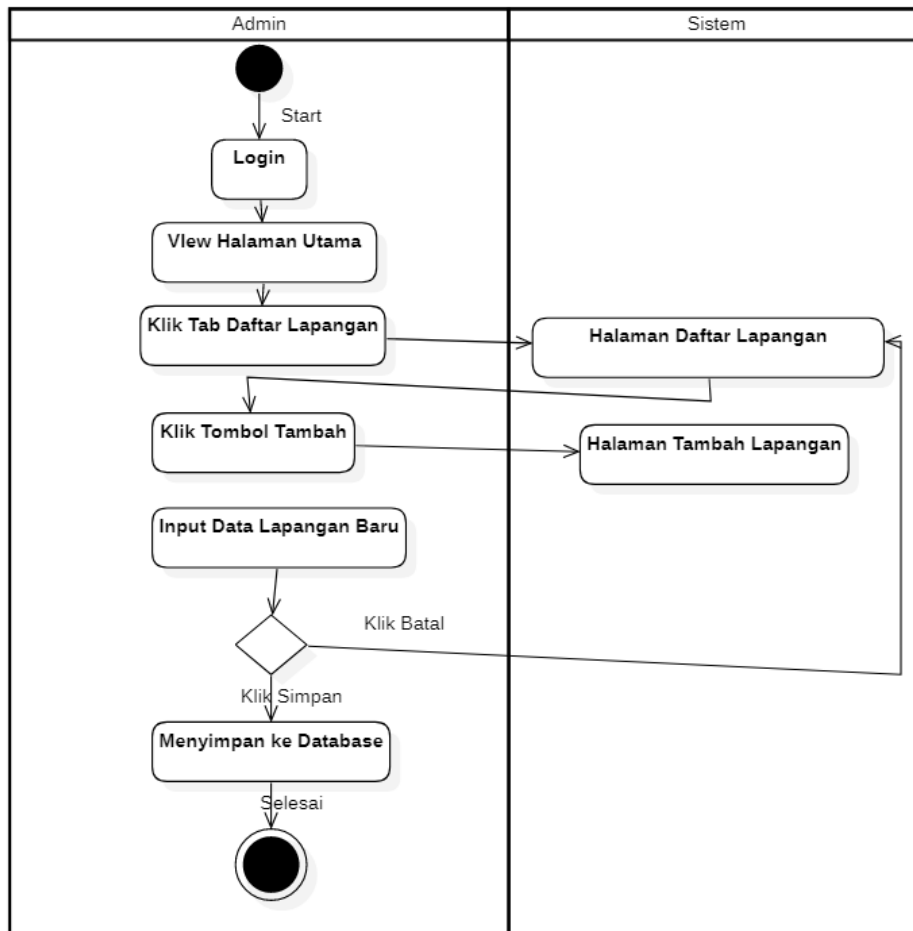 Admin
Sistem
Start
Login
VIew Halaman Utama
Klik Tab Daftar Lapangan
Halaman Daftar Lapangan
Klik Tombol Tambah
Halaman Tambah Lapangan
Input Data Lapangan Baru
Klik Batal
Klik Simpan
Menyimpan ke Database
Selesai